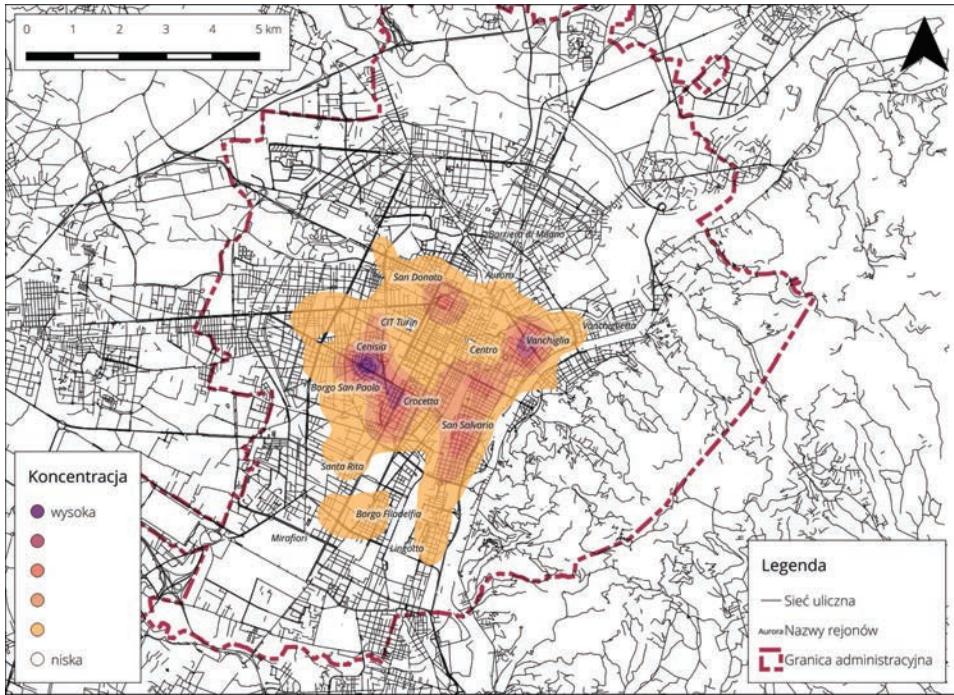 0 1 2 3 4 5 km
Barriera di Milano
San Donato
Aurora
Vanchiglietta
CIT Turin
Cenisia
Centro
Vanchiglia
Borgo San Paolo
Crocetta
San Salvario
Santa Rita
Borgo Filadelfia
Mirafiori
Lingotto
Koncentracja
wysoka
niska
Legenda
Sieć uliczna
Aurora Nazwy rejonów
Granica administracyjna